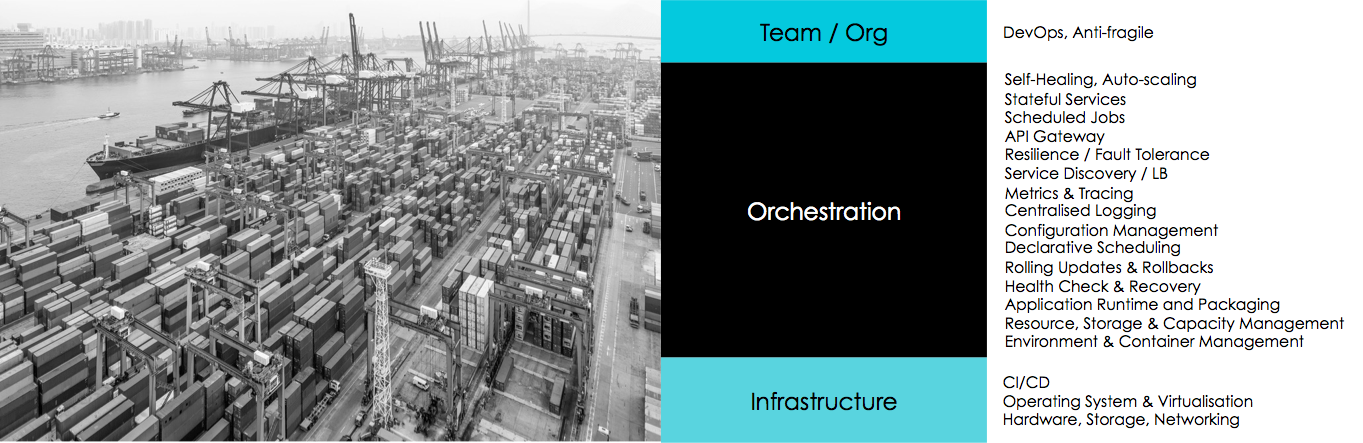 Team / Org
DevOps, Anti-fragile
Orchestration
Self-Healing, Auto-scaling
Stateful Services
Scheduled Jobs
API Gateway
Resilience / Fault Tolerance
Service Discovery / LB
Metrics & Tracing
Centralised Logging
Configuration Management
Declarative Scheduling
Rolling Updates & Rollbacks
Health Check & Recovery
Application Runtime and Packaging
Resource, Storage & Capacity Management
Environment & Container Management
Infrastructure
CI/CD
Operating System & Virtualisation
Hardware, Storage, Networking